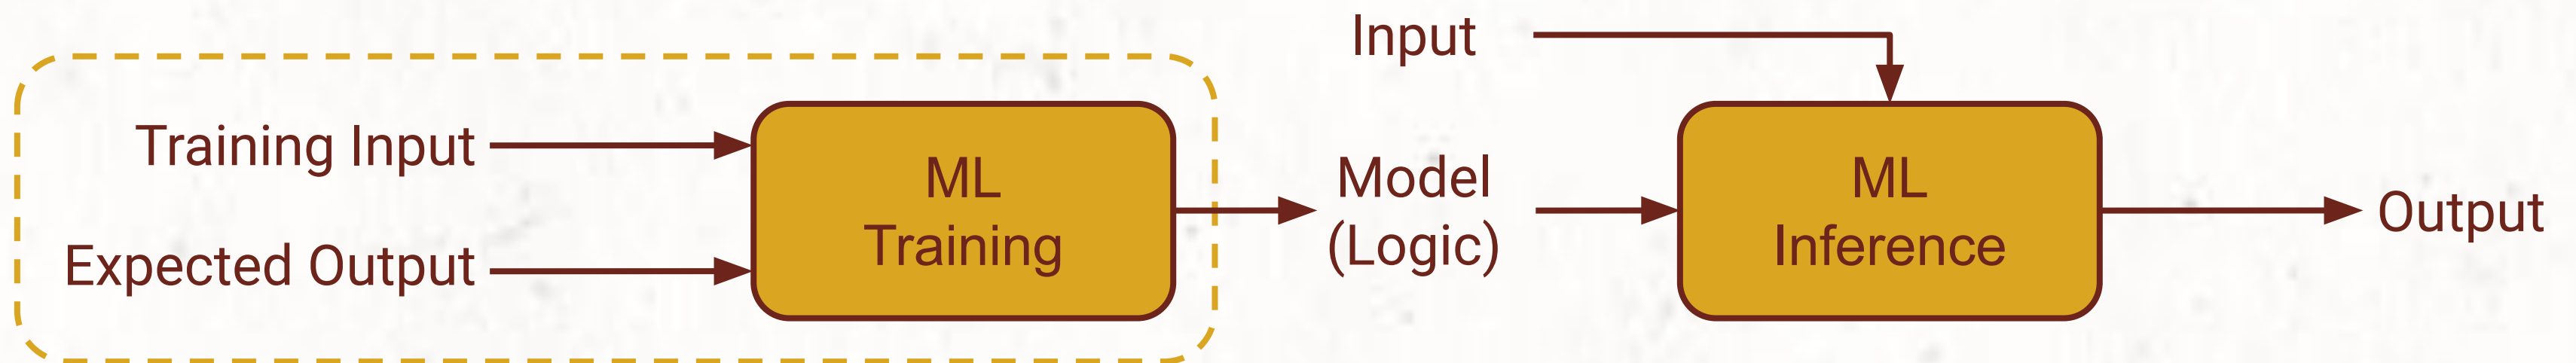 Training Input
Expected Output
ML
Training
Input
Model
(Logic)
ML
Inference
Output